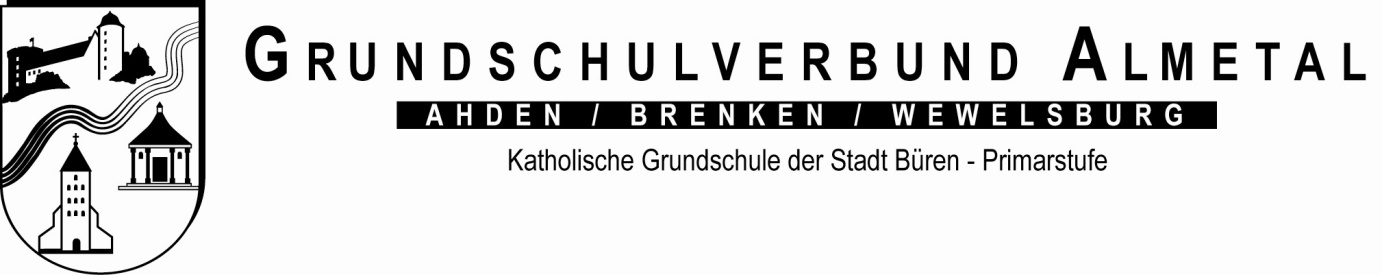 GRUNDSCHULVERBUND ALMETAL
AHDEN / BRENKEN / WEWELSBURG
Katholische Grundschule der Stadt Büren - Primarstufe